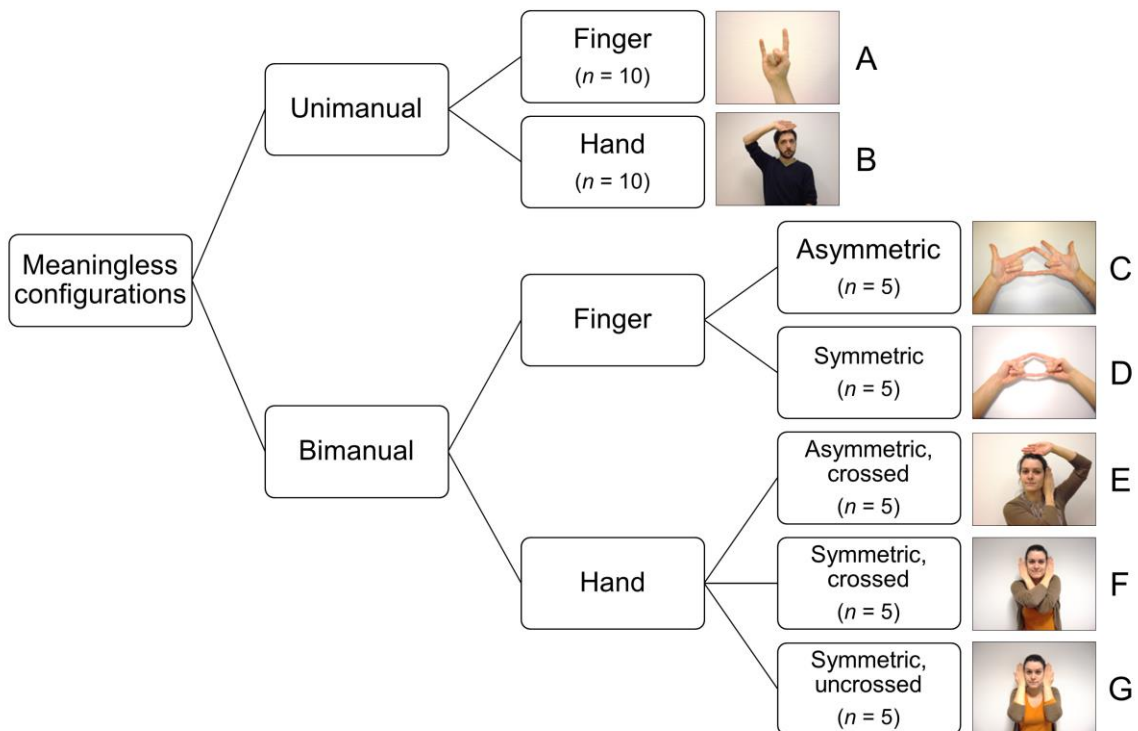 Meaningless
configurations
Unimanual
Finger
(n = 10)
A
Hand
(n = 10)
B
Bimanual
Finger
Asymmetric
(n = 5)
C
Symmetric
(n = 5)
D
Hand
Asymmetric,
crossed
(n = 5)
E
Symmetric,
crossed
(n = 5)
F
Symmetric,
uncrossed
(n = 5)
G